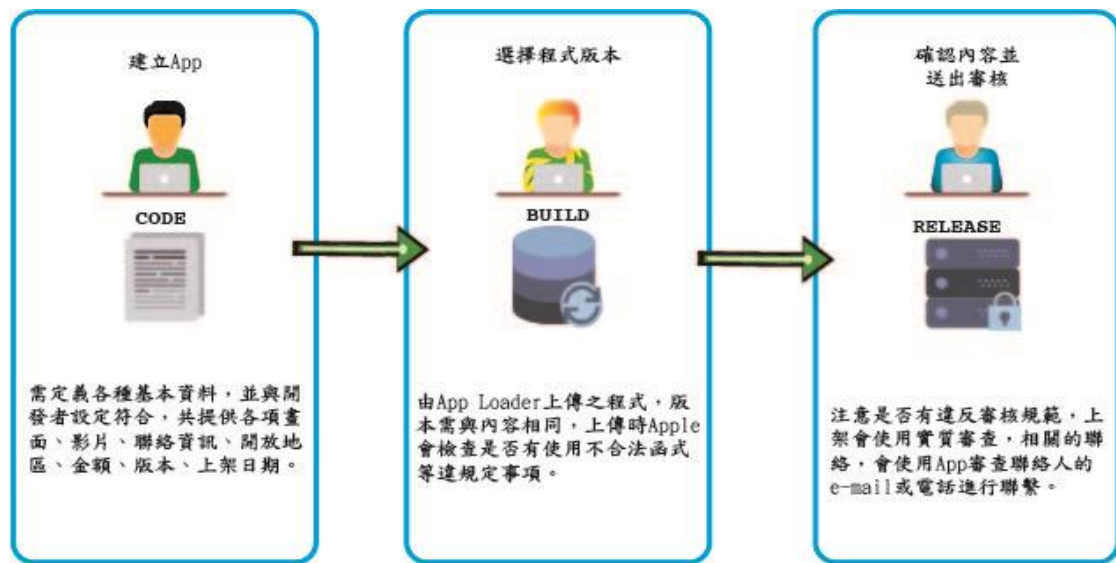 建立App
CODE
需定義各種基本資料，並與開
發者設定符合，共提供各項畫
面、影片、聯絡資訊、開放地
區、金額、版本、上架日期。
選擇程式版本
BUILD
由App Loader上傳之程式，版
本需與內容相同，上傳時Apple
會檢查是否有使用不合法函式
等違規定事項。
確認內容並
送出審核
RELEASE
注意是否有違反審核規範，上
架會使用實質審查，相關的聯
絡，會使用App審查聯絡人的
e-mail或電話進行聯繫。